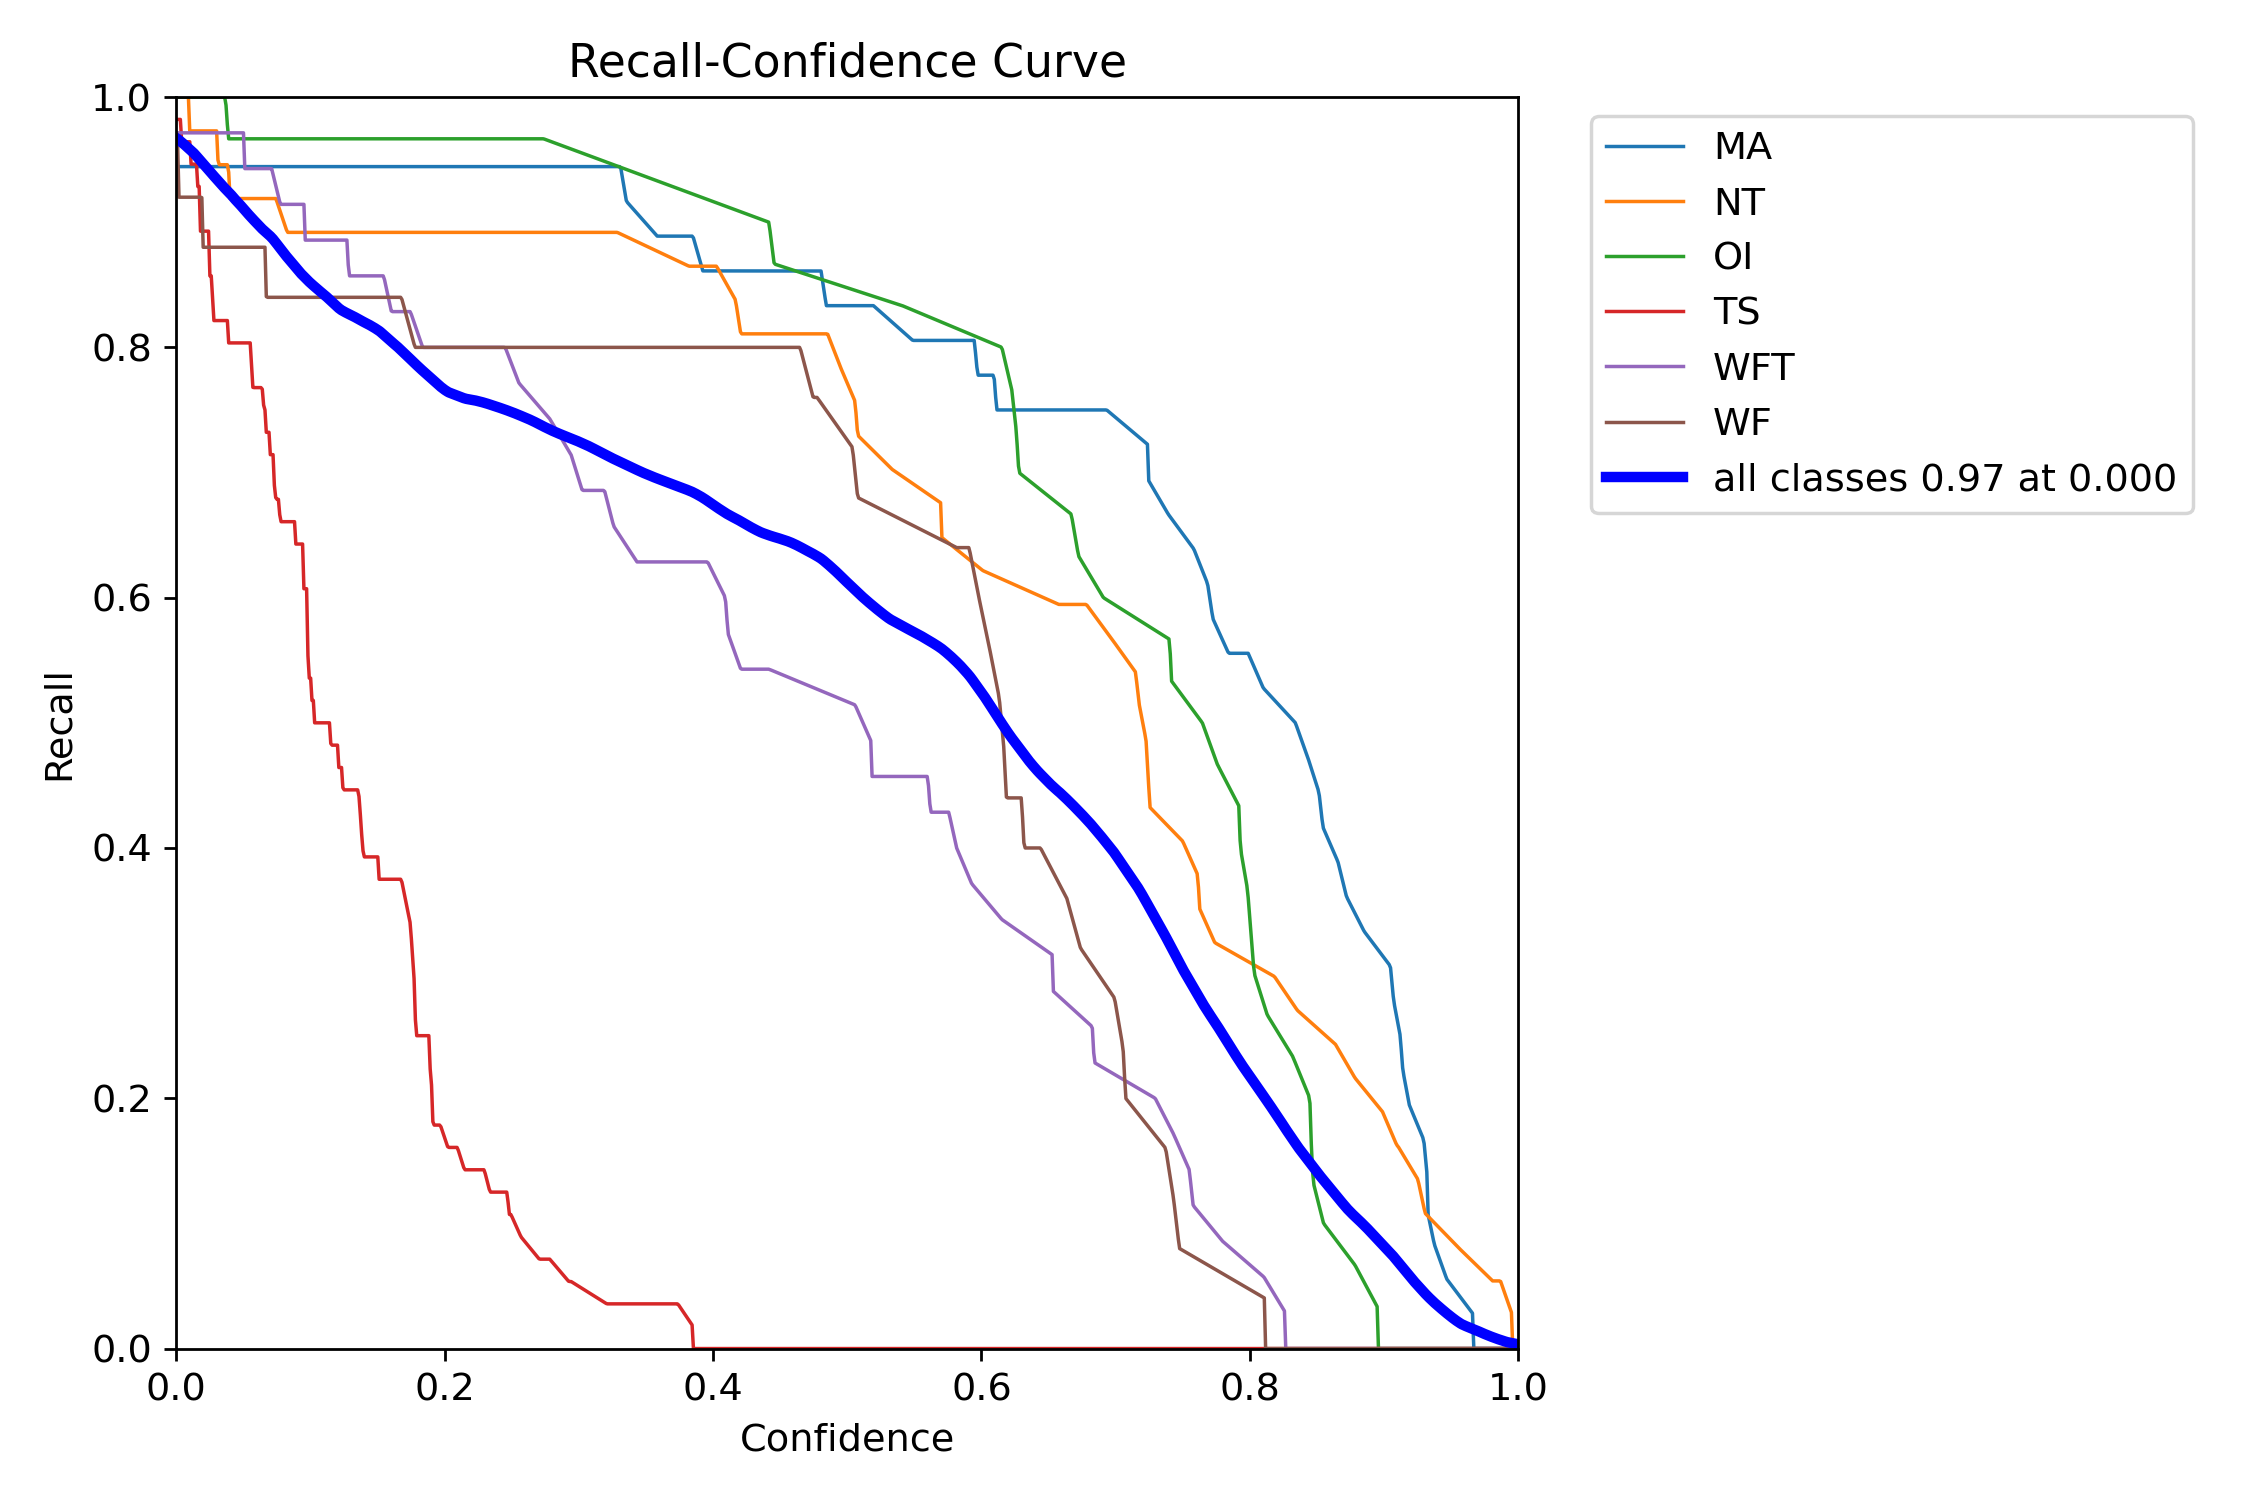 Recall-Confidence Curve
1.0
0.8
0.6
0.4
0.2
0.0
Recall
0.0 0.2 0.4 0.6 0.8 1.0
Confidence
MA
NT
OI
TS
WFT
WF
all classes 0.97 at 0.000